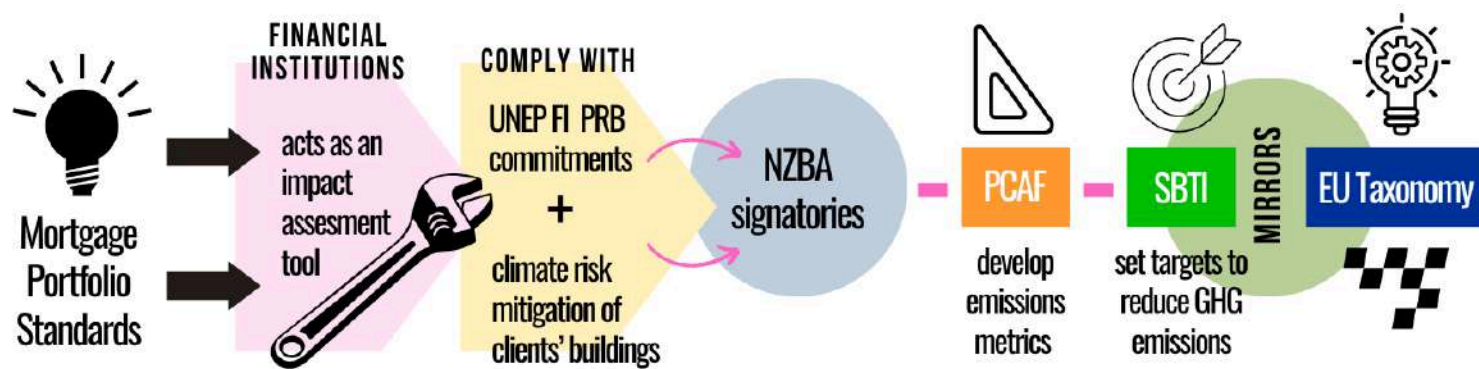 Mortgage
Portfolio
Standards
FINANCIAL
INSTITUTIONS
acts as an
impact
assesment
tool
COMPLY WITH
UNEP FI PRB
commitments
+
climate risk
mitigation of
clients' buildings
NZBA
signatories
PCAF
develop
emissions
metrics
SBTI
set targets to
reduce GHG
emissions
MIRRORS
EU Taxonomy